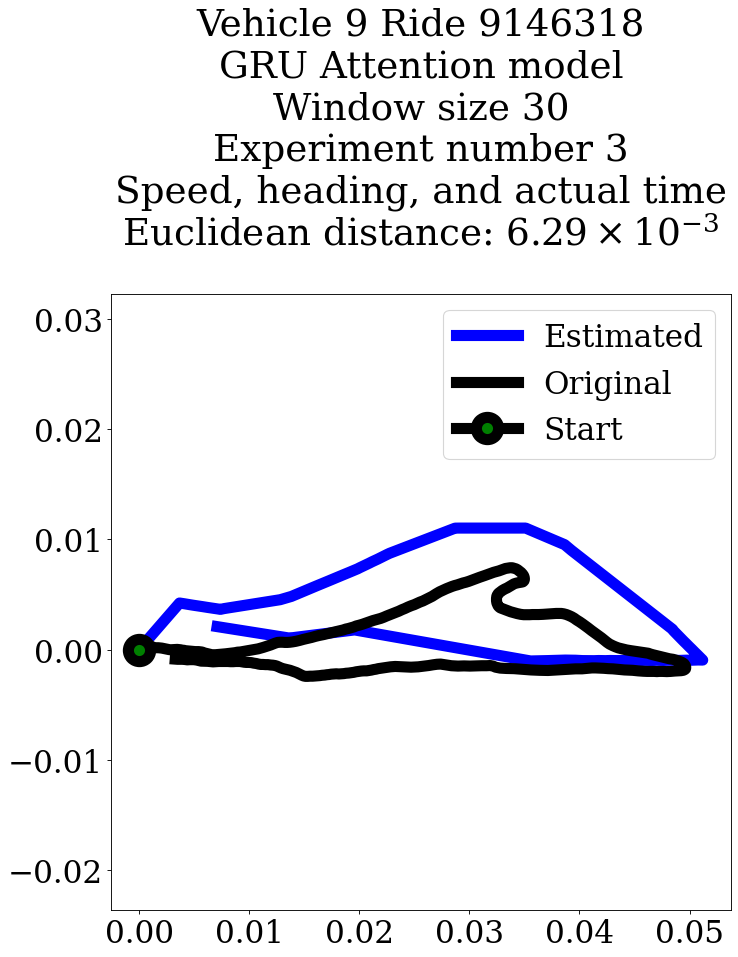 Vehicle 9 Ride 9146318
GRU Attention model
Window size 30
Experiment number 3
Speed, heading, and actual time
Euclidean distance: 6.29 × 10⁻³
Estimated
Original
Start
0.03
0.02
0.01
0.00
−0.01
−0.02
0.00 0.01 0.02 0.03 0.04 0.05